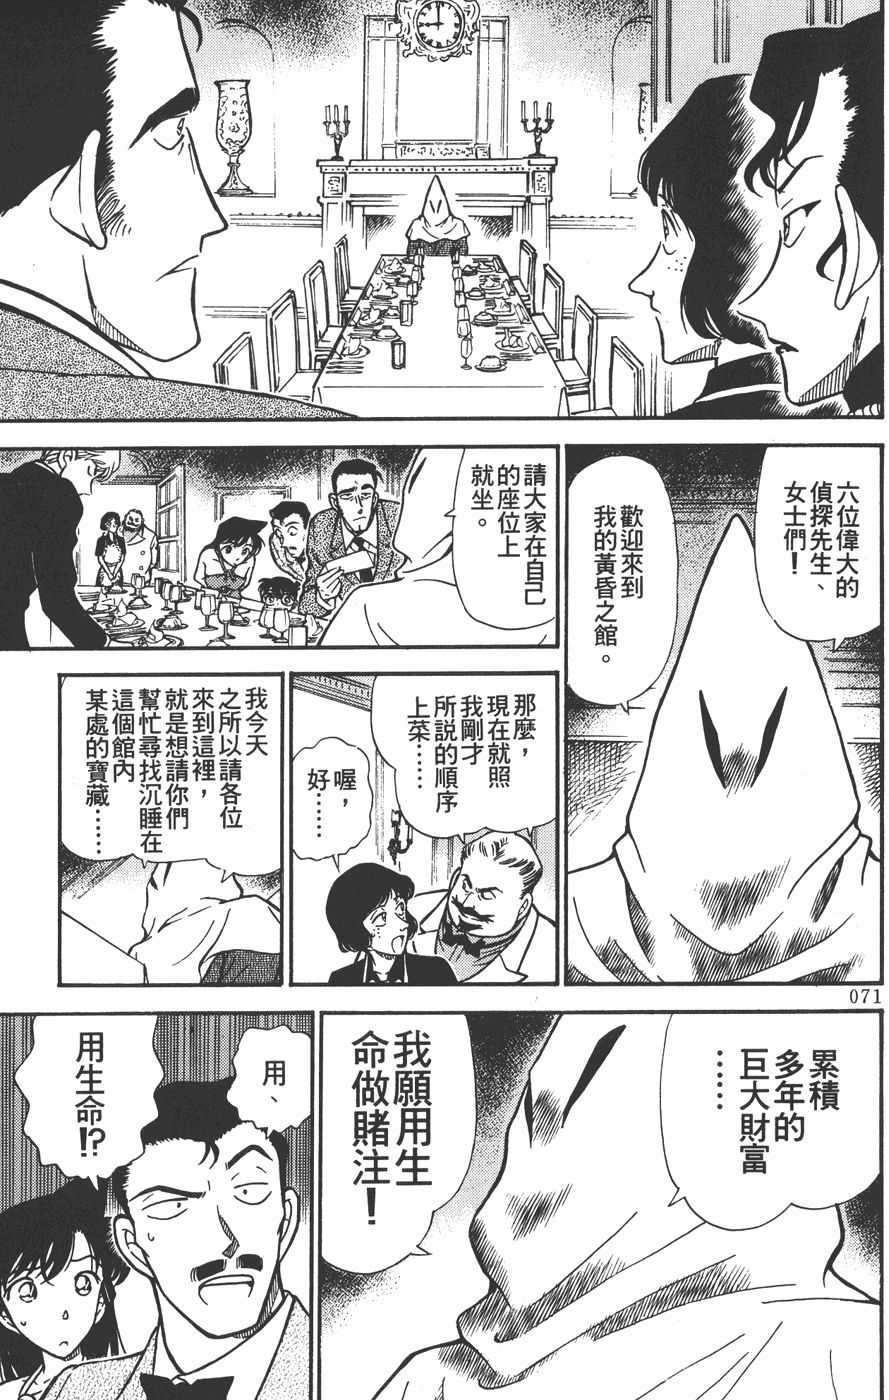 六位偉大的
偵探先生、
女士們！
歡迎來到
我的黃昏之館。
請大家在自己
的座位上
就坐。
那麼，
現在就照
我剛才
所說的順序
上菜……
喔，
好……
我今天
之所以請各位
來到這裡，
就是想請你們
幫忙尋找沉睡在
這個館內
某處的寶藏……
071
累積
多年的
巨大財富
……
我願用生
命做賭注！
用、
用生命!?